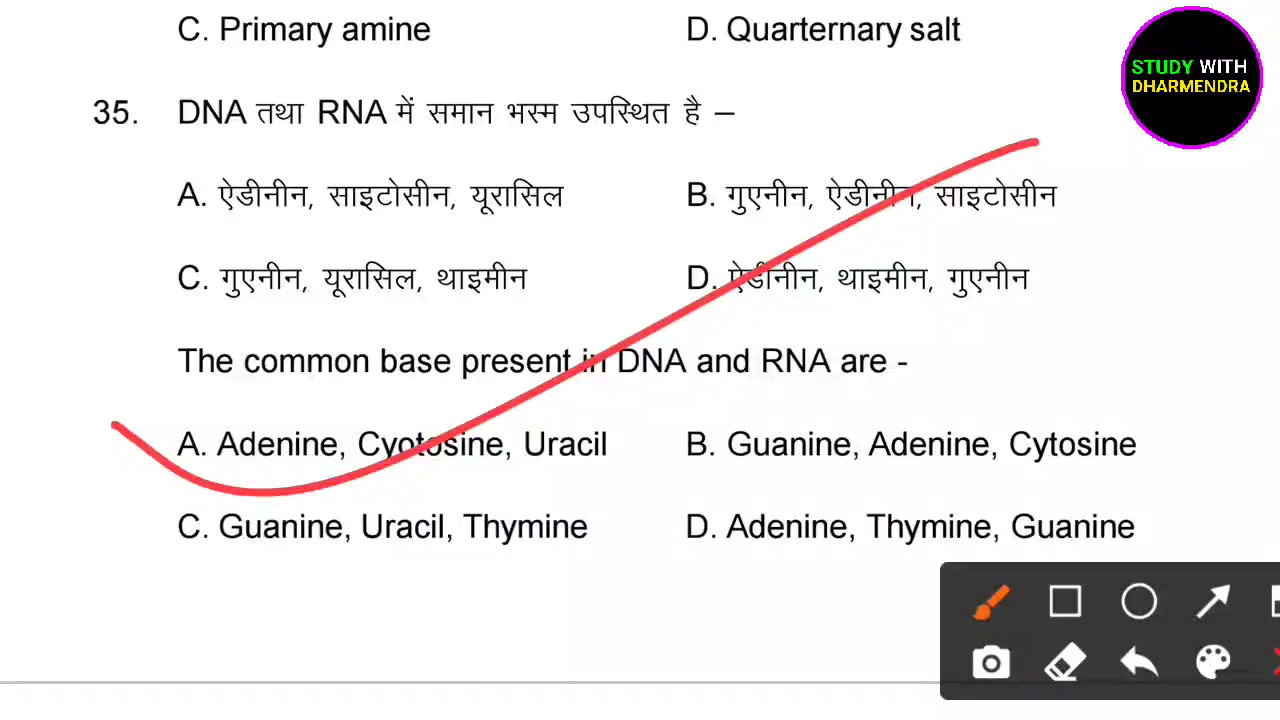 C. Primary amine D. Quarternary salt
STUDY WITH
DHARMENDRA
35. DNA तथा RNA में समान भस्म उपस्थित है –
A. ऐडीनीन, साइटोसीन, यूरासिल B. गुएनीन, ऐडीनीन, साइटोसीन
C. गुएनीन, यूरासिल, थाइमीन D. ऐडीनीन, थाइमीन, गुएनीन
The common base present in DNA and RNA are -
A. Adenine, Cyotosine, Uracil B. Guanine, Adenine, Cytosine
C. Guanine, Uracil, Thymine D. Adenine, Thymine, Guanine